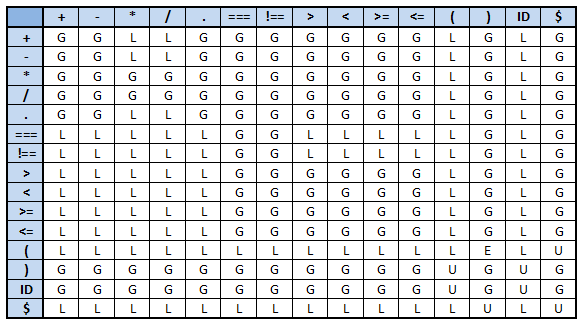 + - * / . === !== > < >= <= ( ) ID $
+ G G L L G G G G G G G L G L G
- G G L L G G G G G G G L G L G
* G G G G G G G G G G G L G L G
/ G G G G G G G G G G G L G L G
. G G L L G G G G G G G L G L G
=== L L L L L G G L L L L L G L G
!== L L L L L G G L L L L L G L G
> L L L L L G G G G G G L G L G
< L L L L L G G G G G G L G L G
>= L L L L L G G G G G G L G L G
<= L L L L L G G G G G G L G L G
( L L L L L L L L L L L L E L U
) G G G G G G G G G G G U G U G
ID G G G G G G G G G G G U G U G
$ L L L L L L L L L L L L U L U